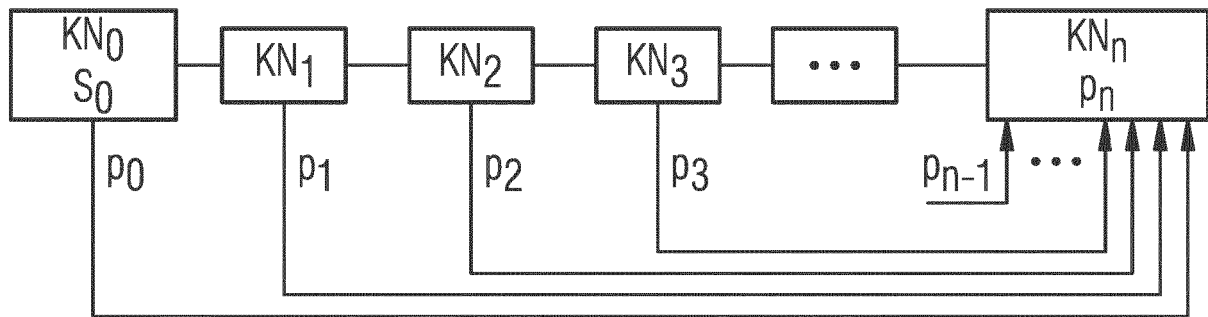 KN₀
S₀
KN₁
KN₂
KN₃
•••
KNₙ
pₙ
p₀
p₁
p₂
p₃
pₙ₋₁
•••